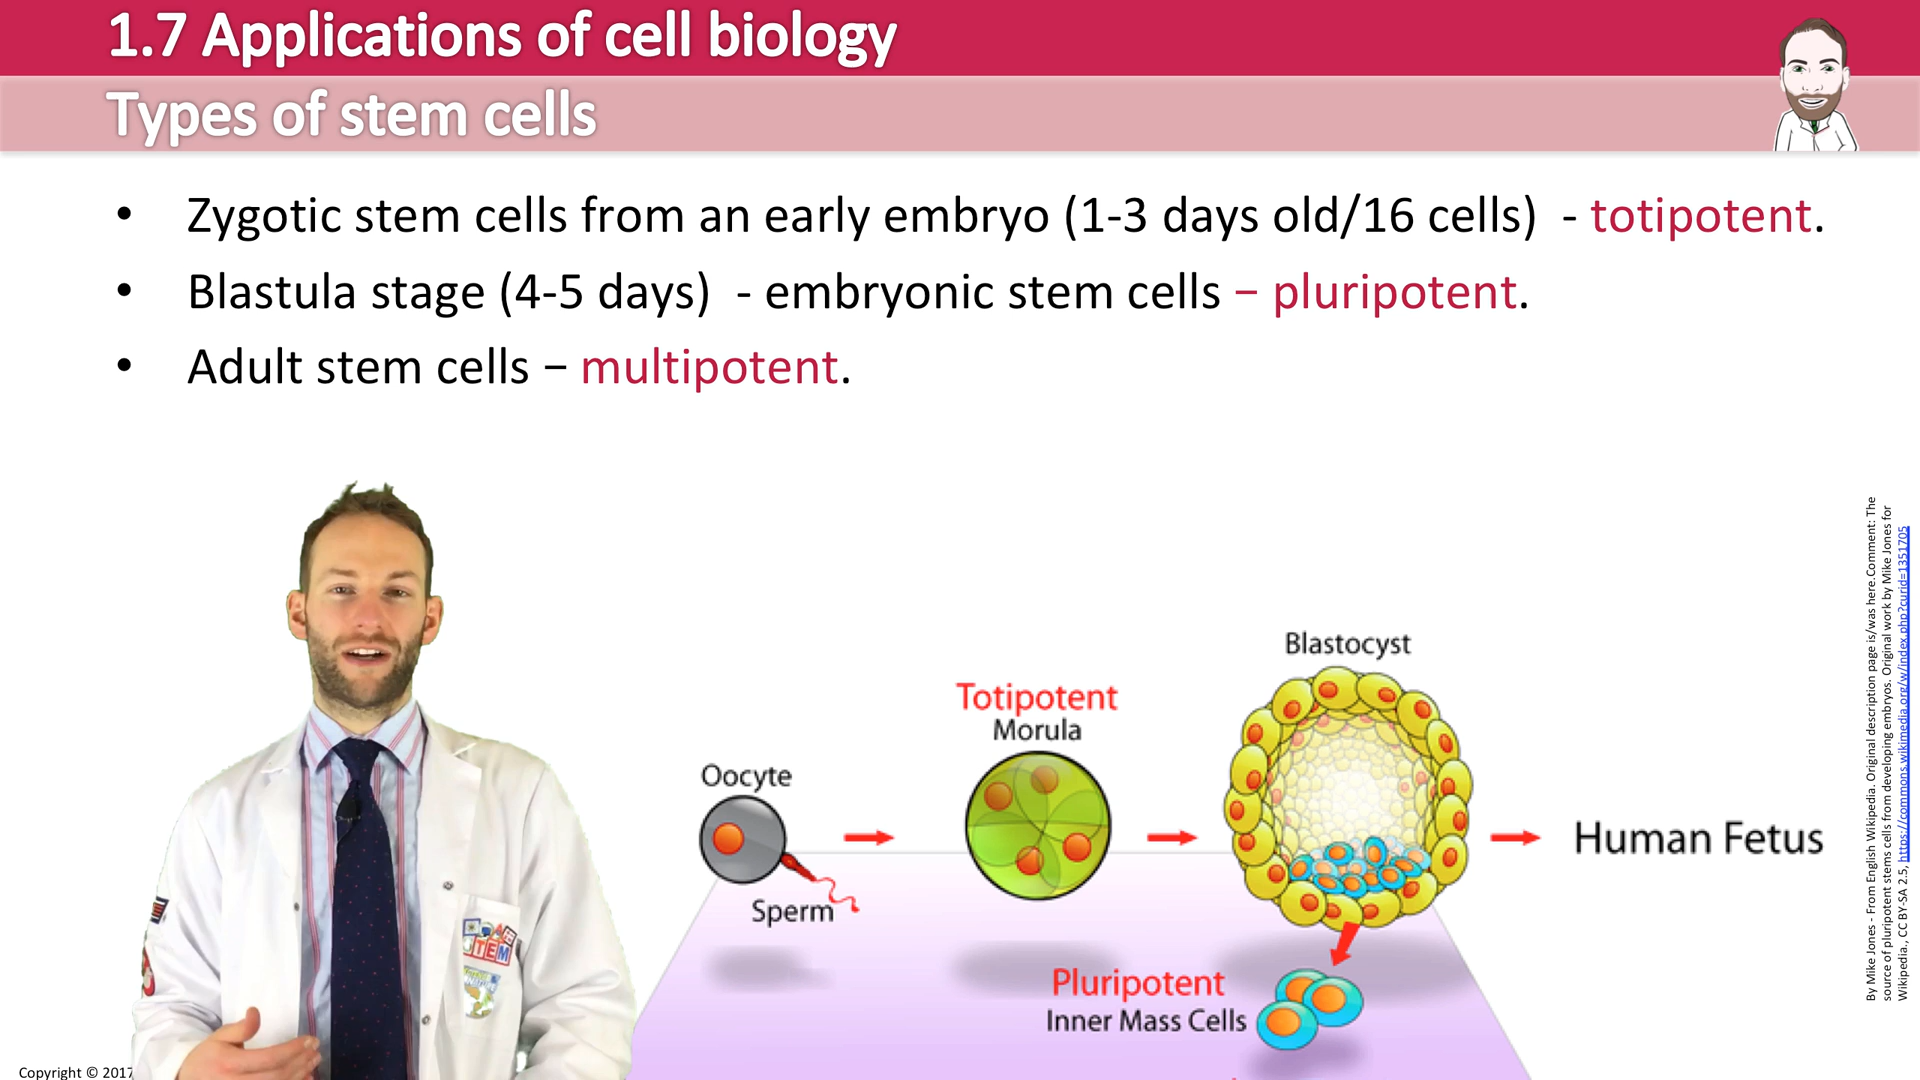 1.7 Applications of cell biology
Types of stem cells
• Zygotic stem cells from an early embryo (1-3 days old/16 cells) - totipotent.
• Blastula stage (4-5 days) - embryonic stem cells – pluripotent.
• Adult stem cells – multipotent.
Blastocyst
Totipotent
Morula
Oocyte
Sperm
Human Fetus
Pluripotent
Inner Mass Cells
STEM
By Mike Jones - From English Wikipedia. Original description page is/was here.Comment: The
source of pluripotent stems cells from developing embryos. Original work by Mike Jones for
Wikipedia., CC BY-SA 2.5, https://commons.wikimedia.org/w/index.php?curid=1351705
Copyright © 2017